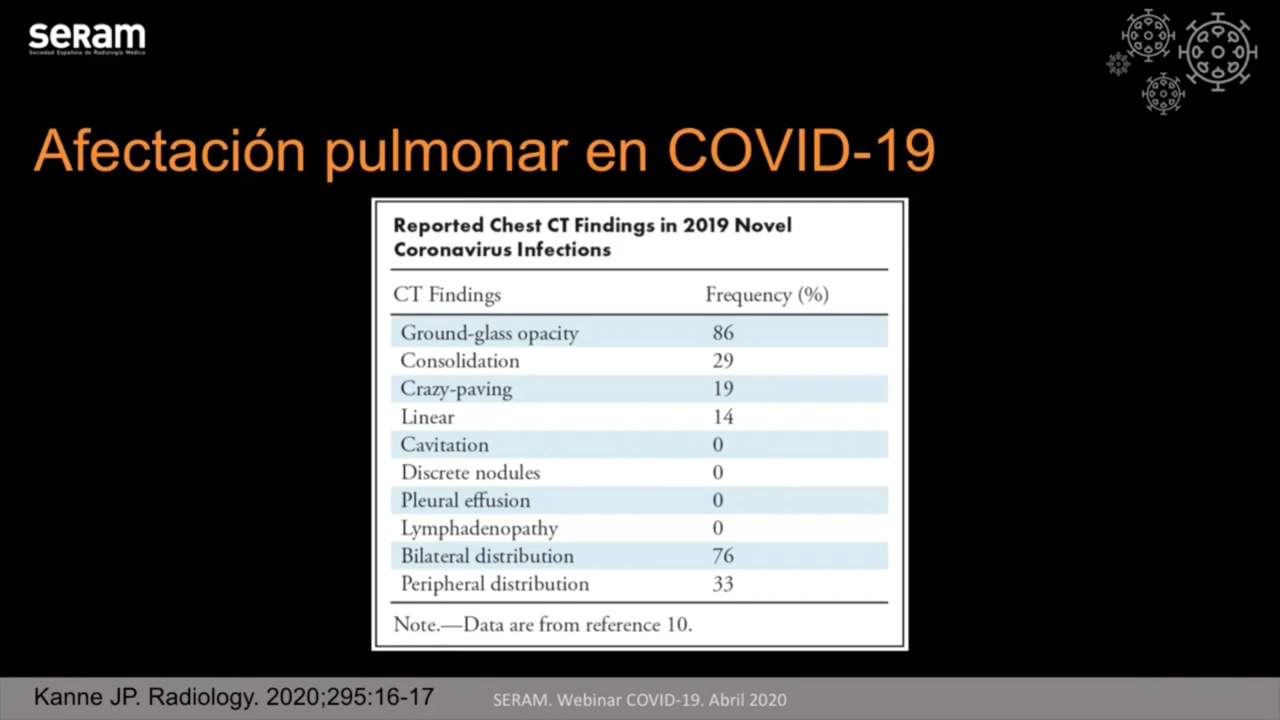 seram
Sociedad Española de Radiología Médica
Afectación pulmonar en COVID-19
Reported Chest CT Findings in 2019 Novel
Coronavirus Infections
CT Findings Frequency (%)
Ground-glass opacity 86
Consolidation 29
Crazy-paving 19
Linear 14
Cavitation 0
Discrete nodules 0
Pleural effusion 0
Lymphadenopathy 0
Bilateral distribution 76
Peripheral distribution 33
Note.—Data are from reference 10.
Kanne JP. Radiology. 2020;295:16-17
SERAM. Webinar COVID-19. Abril 2020